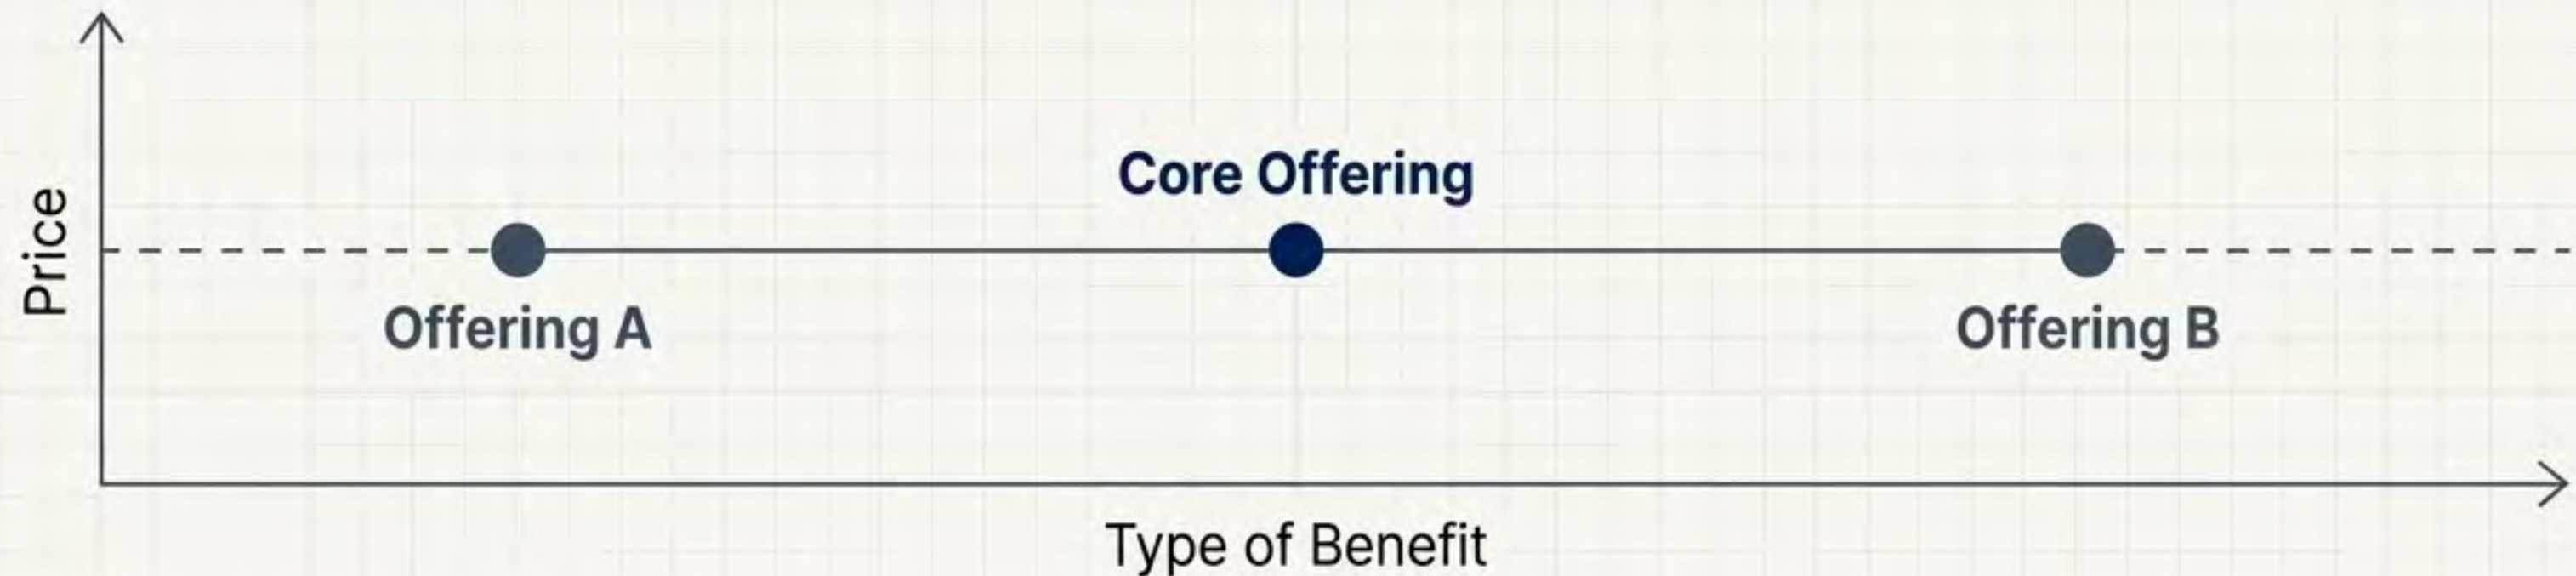 Core Offering
Price
Offering A
Offering B
Type of Benefit